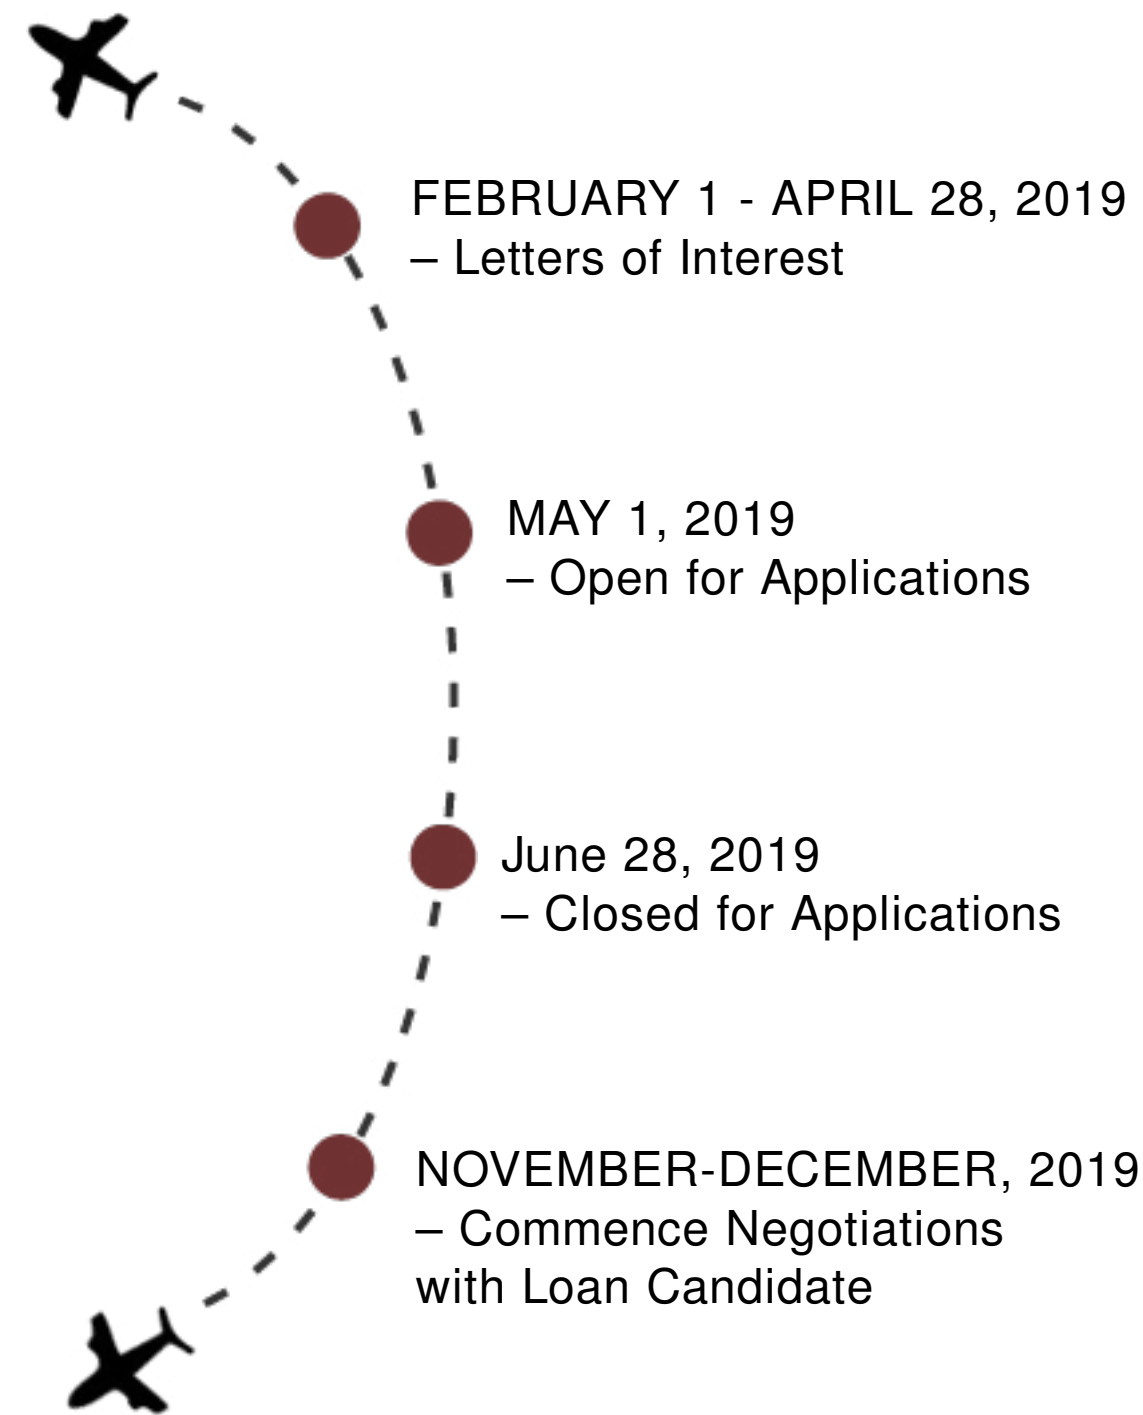 FEBRUARY 1 - APRIL 28, 2019
– Letters of Interest
MAY 1, 2019
– Open for Applications
June 28, 2019
– Closed for Applications
NOVEMBER-DECEMBER, 2019
– Commence Negotiations
with Loan Candidate